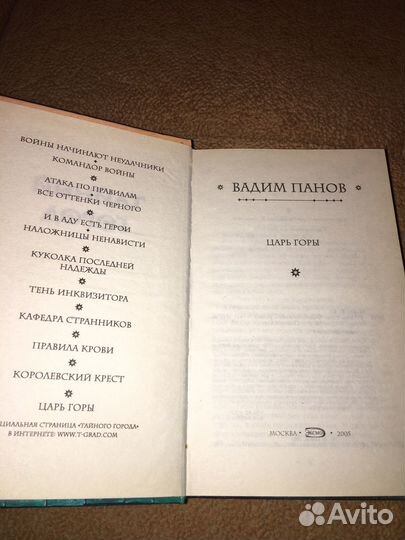 ВОЙНЫ НАЧИНАЮТ НЕУДАЧНИКИ
КОМАНДОР ВОЙНЫ
АТАКА ПО ПРАВИЛАМ
ВСЕ ОТТЕНКИ ЧЕРНОГО
И В АДУ ЕСТЬ ГЕРОИ
НАЛОЖНИЦЫ НЕНАВИСТИ
КУКОЛКА ПОСЛЕДНЕЙ
НАДЕЖДЫ
ТЕНЬ ИНКВИЗИТОРА
КАФЕДРА СТРАННИКОВ
ПРАВИЛА КРОВИ
КОРОЛЕВСКИЙ КРЕСТ
ЦАРЬ ГОРЫ
ЦИАЛЬНАЯ СТРАНИЦА «ТАЙНОГО ГОРОДА»
В ИНТЕРНЕТЕ: WWW.T-GRAD.COM
ВАДИМ ПАНОВ
ЦАРЬ ГОРЫ
МОСКВА • ЭКСМО • 2005
Avito